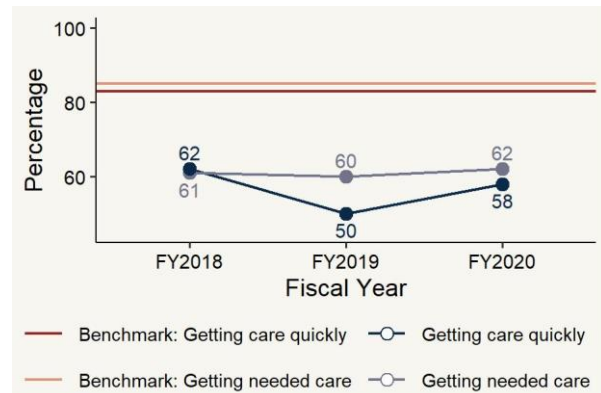 100
80
60
Percentage
62
61
60
50
62
58
FY2018 FY2019 FY2020
Fiscal Year
Benchmark: Getting care quickly Getting care quickly
Benchmark: Getting needed care Getting needed care